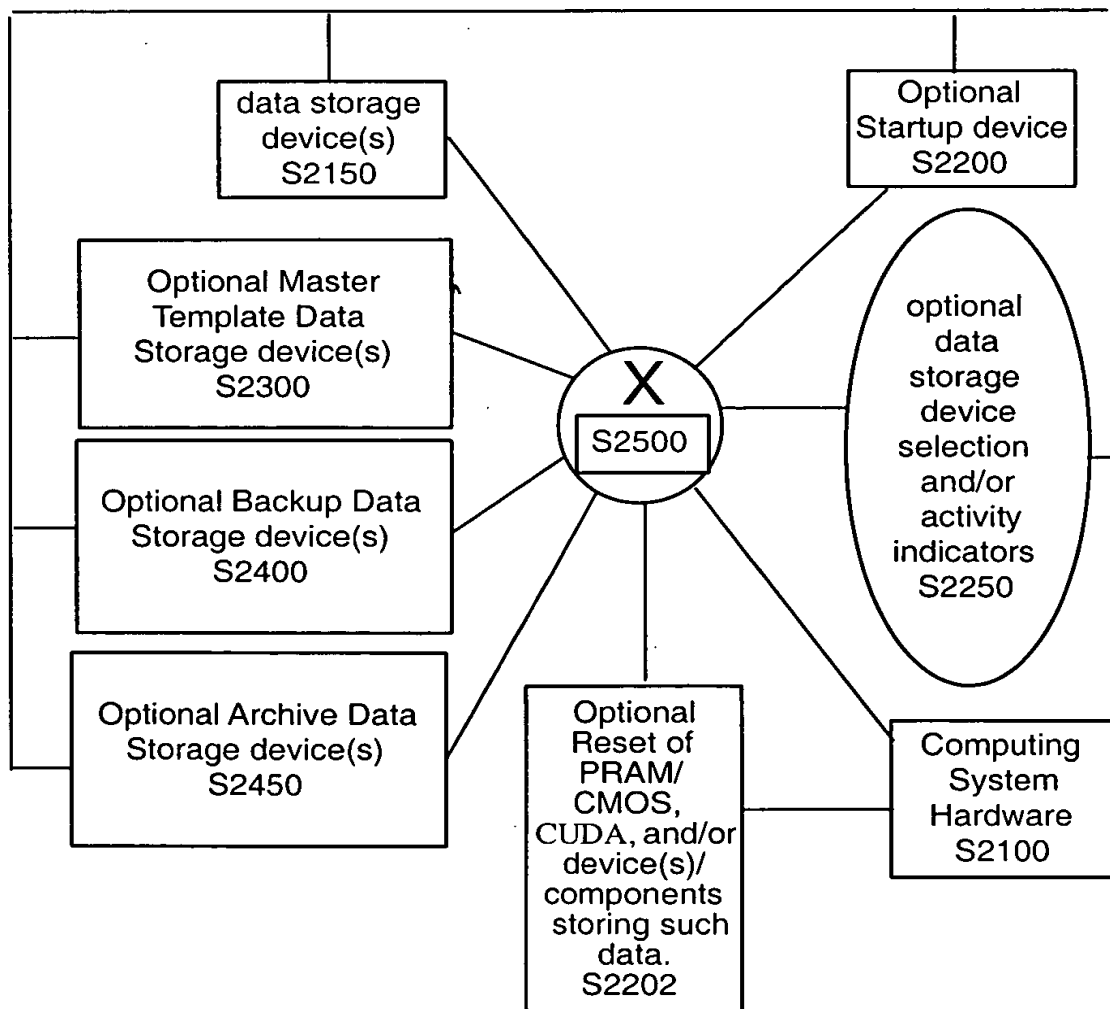 data storage
device(s)
S2150
Optional
Startup device
S2200
Optional Master
Template Data
Storage device(s)
S2300
optional
data
storage
device
selection
and/or
activity
indicators
S2250
X
S2500
Optional Backup Data
Storage device(s)
S2400
Optional Archive Data
Storage device(s)
S2450
Optional
Reset of
PRAM/
CMOS,
CUDA, and/or
device(s)/
components
storing such
data.
S2202
Computing
System
Hardware
S2100